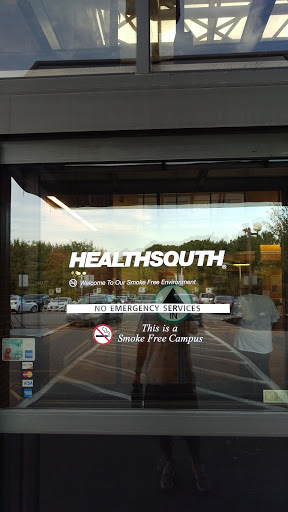 HEALTHSOUTH®
Welcome To Our Smoke Free Environment
NO EMERGENCY SERVICES
IN
This is a
Smoke Free Campus
VISA